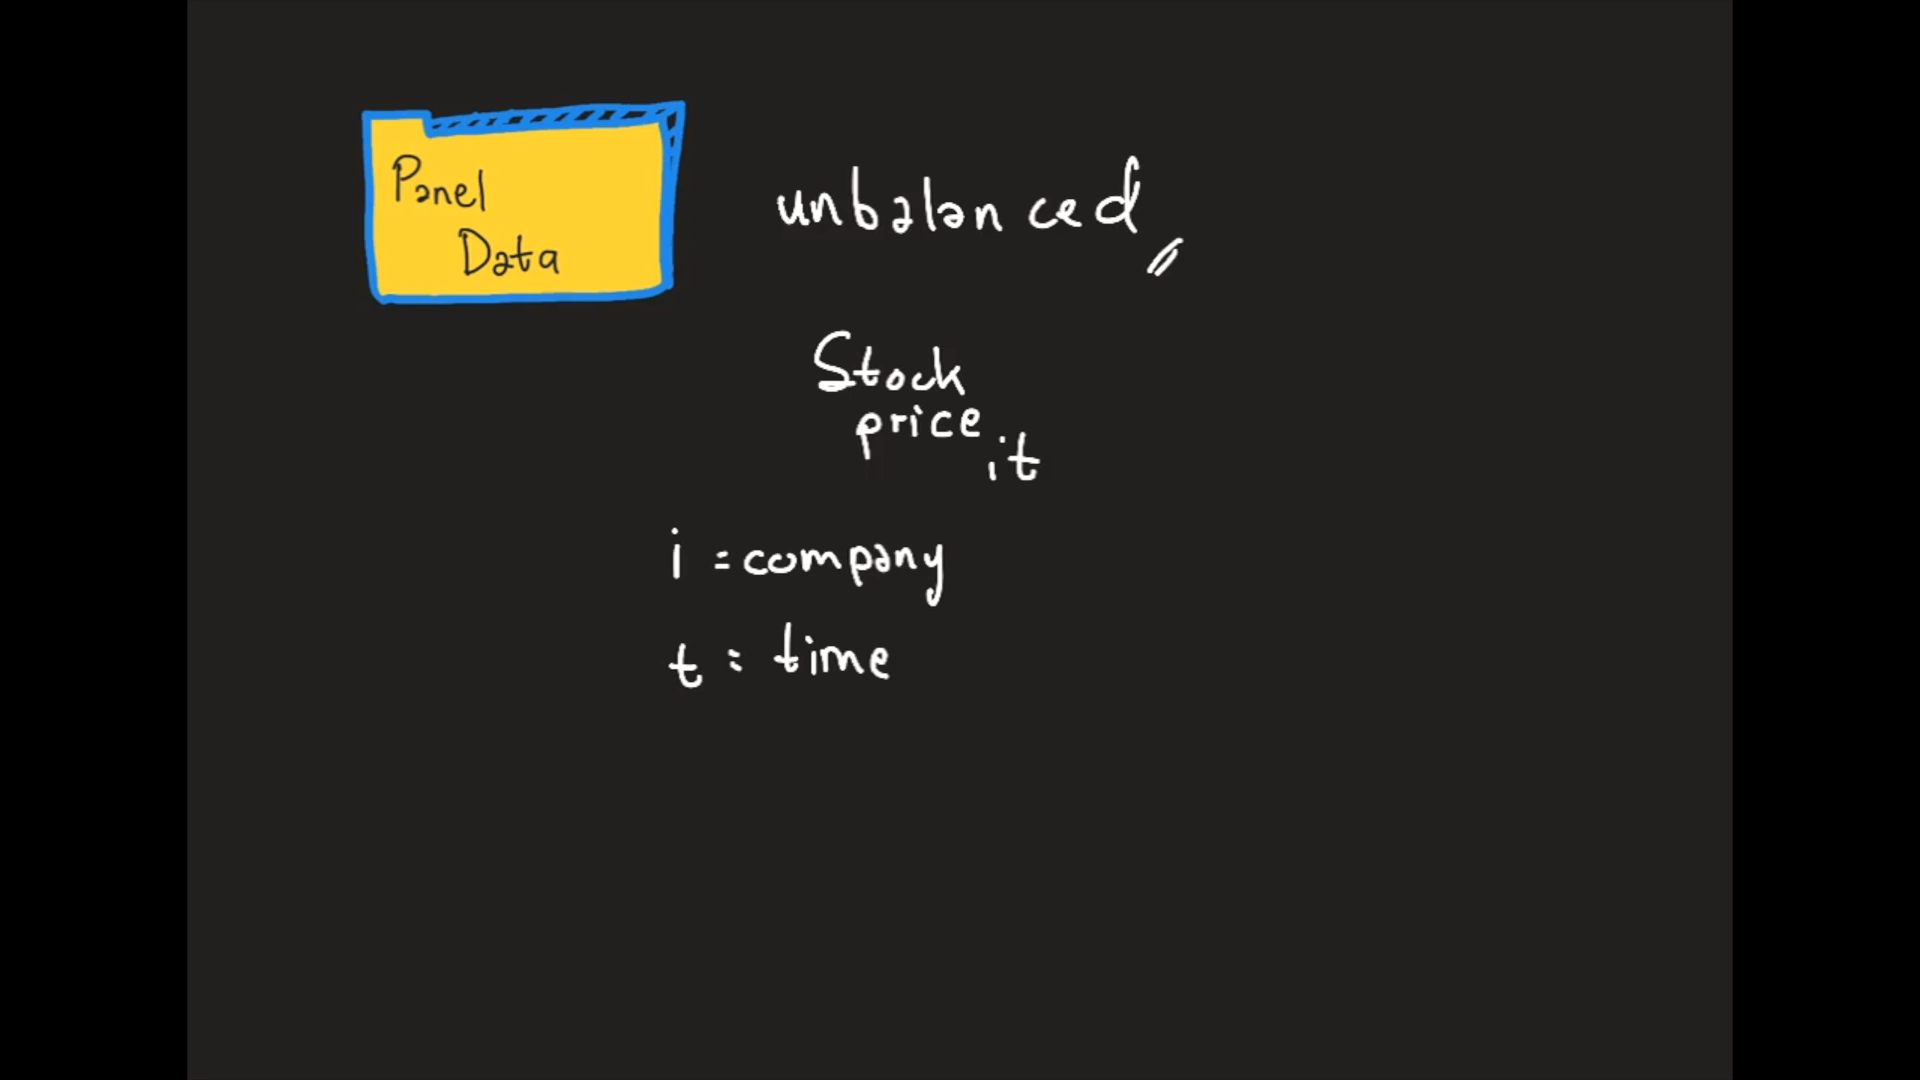 Panel
Data
unbalanced
Stock
price it
i = company
t = time